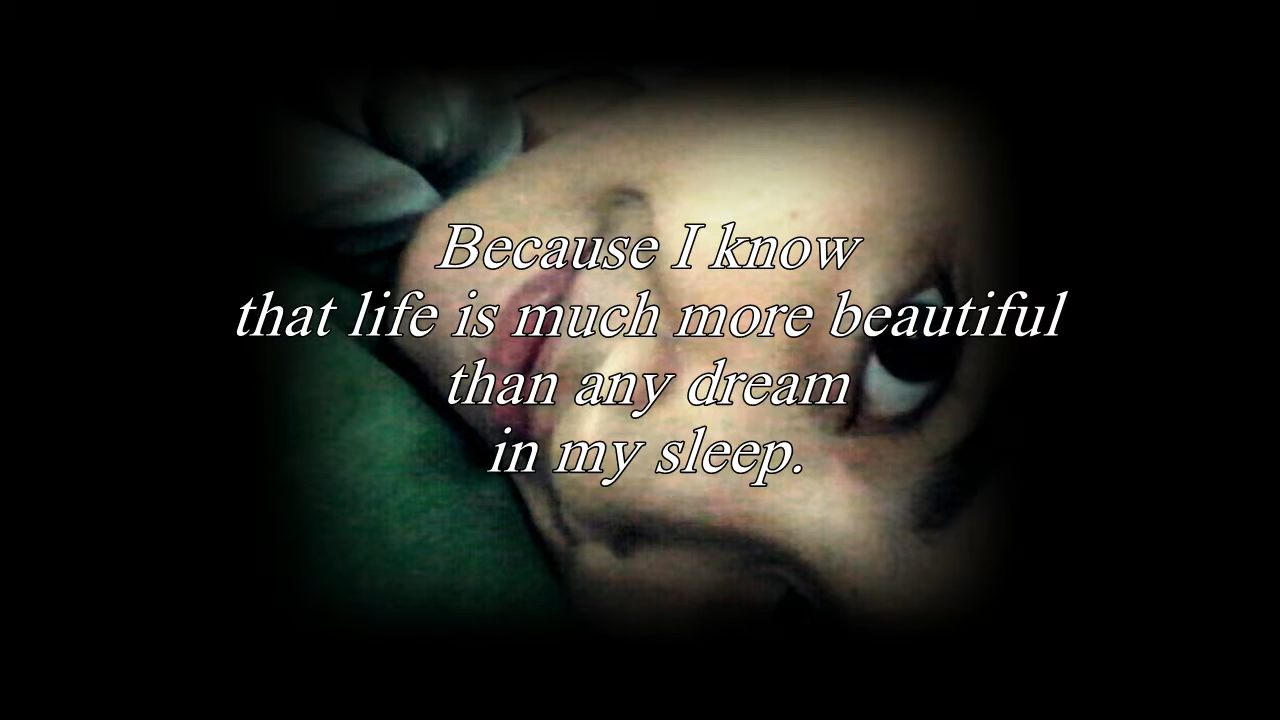 Because I know
that life is much more beautiful
than any dream
in my sleep.